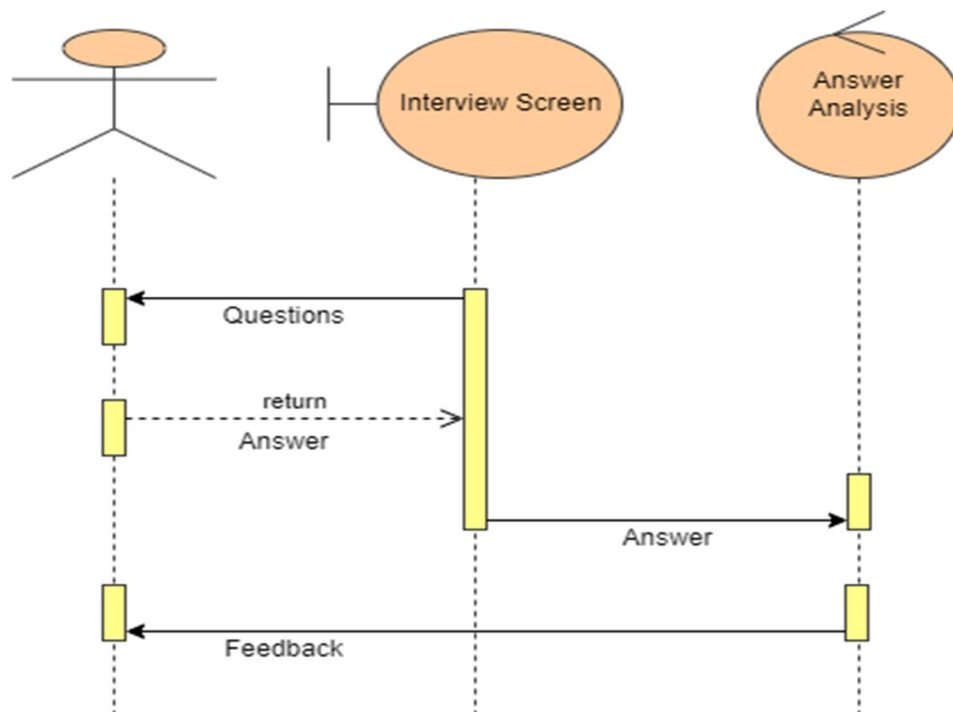 Interview Screen
Answer
Analysis
Questions
return
Answer
Answer
Feedback